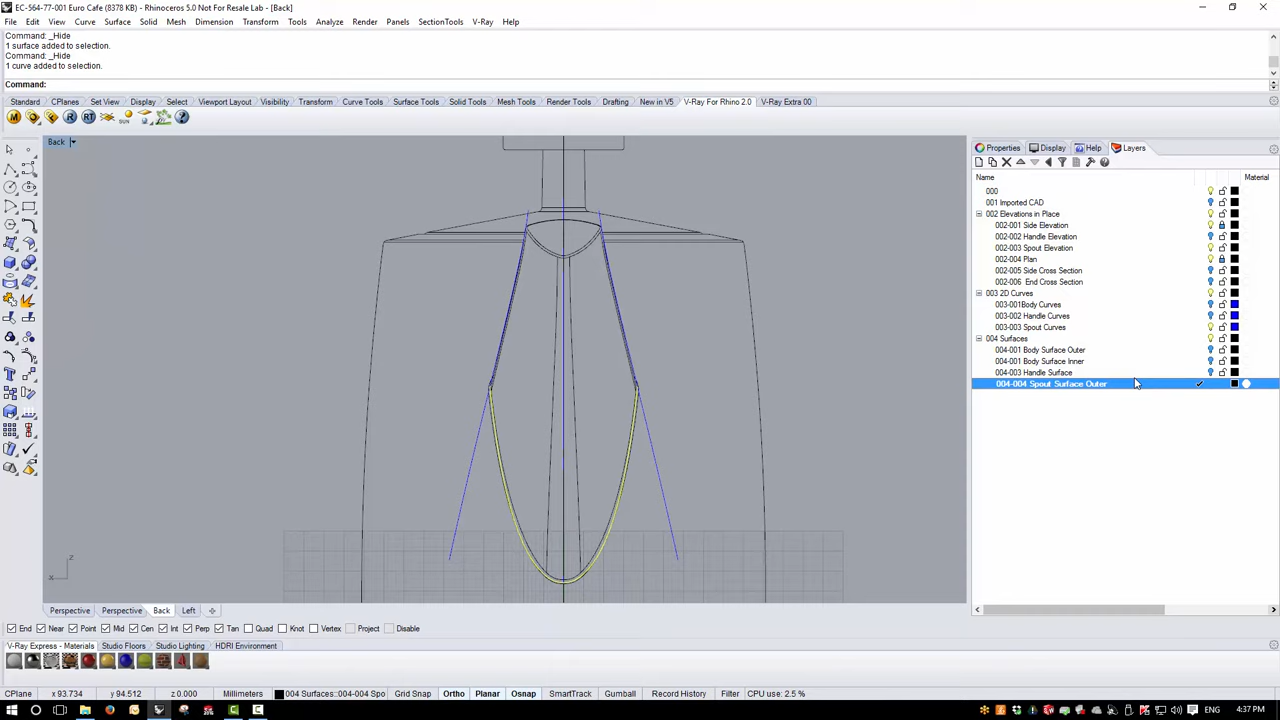 EC-564-77-001 Euro Cafe (8378 KB) - Rhinoceros 5.0 Not For Resale Lab - [Back]
File Edit View Curve Surface Solid Mesh Dimension Transform Tools Analyze Render Panels SectionTools V-Ray Help
Command: _Hide
1 surface added to selection.
Command: _Hide
1 curve added to selection.
Command:
Standard CPlanes Set View Display Select Viewport Layout Visibility Transform Curve Tools Surface Tools Solid Tools Mesh Tools Render Tools Drafting New in V5 V-Ray For Rhino 2.0 V-Ray Extra 00
M R RT SUN ?
Back
Properties Display Help Layers
Name Material
000
001 Imported CAD
002 Elevations in Place
002-001 Side Elevation
002-002 Handle Elevation
002-003 Spout Elevation
002-004 Plan
002-005 Side Cross Section
002-006 End Cross Section
003 2D Curves
003-001Body Curves
003-002 Handle Curves
003-003 Spout Curves
004 Surfaces
004-001 Body Surface Outer
004-001 Body Surface Inner
004-003 Handle Surface
004-004 Spout Surface Outer
z
x
Perspective Perspective Back Left
End Near Point Mid Cen Int Perp Tan Quad Knot Vertex Project Disable
V-Ray Express - Materials Studio Floors Studio Lighting HDRI Environment
CPlane x 93.734 y 94.512 z 0.000 Millimeters 004 Surfaces::004-004 Spo Grid Snap Ortho Planar Osnap SmartTrack Gumball Record History Filter CPU use: 2.5 %
ENG 4:37 PM